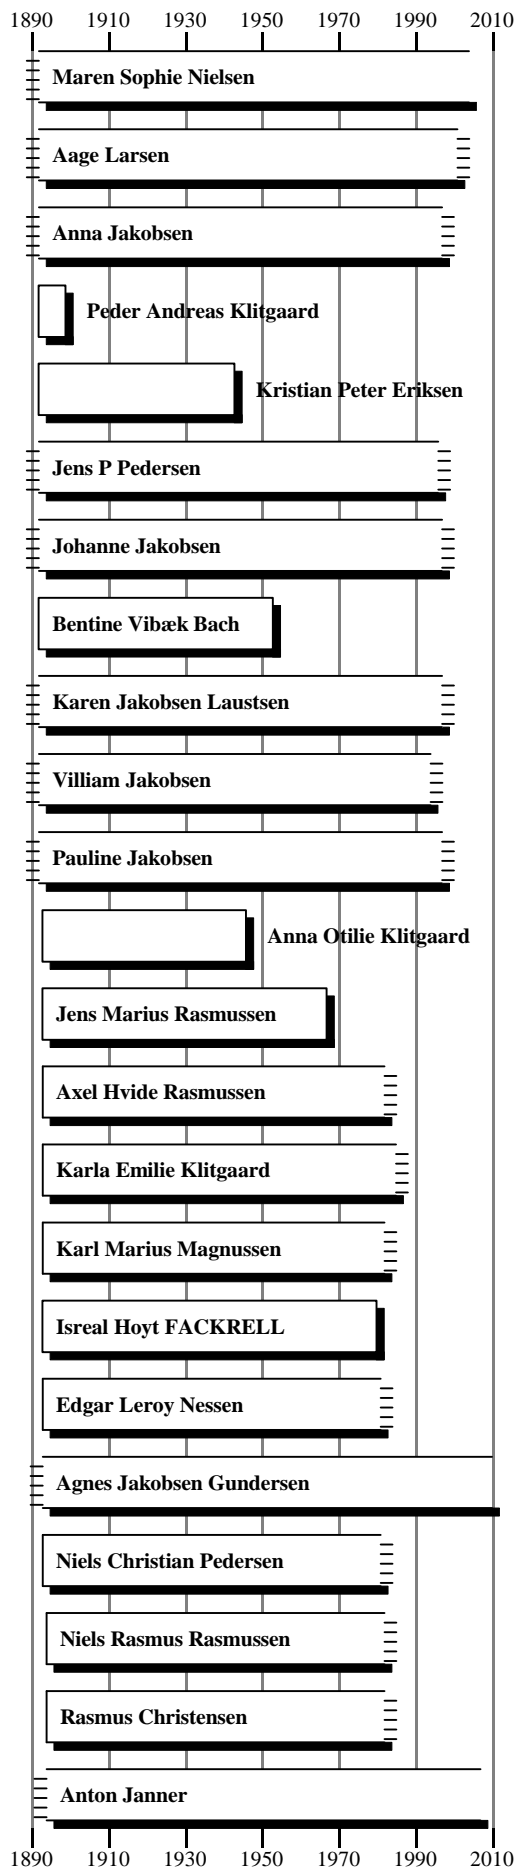 1890 1910 1930 1950 1970 1990 2010
Maren Sophie Nielsen
Aage Larsen
Anna Jakobsen
Peder Andreas Klitgaard
Kristian Peter Eriksen
Jens P Pedersen
Johanne Jakobsen
Bentine Vibæk Bach
Karen Jakobsen Laustsen
Villiam Jakobsen
Pauline Jakobsen
Anna Otilie Klitgaard
Jens Marius Rasmussen
Axel Hvide Rasmussen
Karla Emilie Klitgaard
Karl Marius Magnussen
Isreal Hoyt FACKRELL
Edgar Leroy Nessen
Agnes Jakobsen Gundersen
Niels Christian Pedersen
Niels Rasmus Rasmussen
Rasmus Christensen
Anton Janner
1890 1910 1930 1950 1970 1990 2010